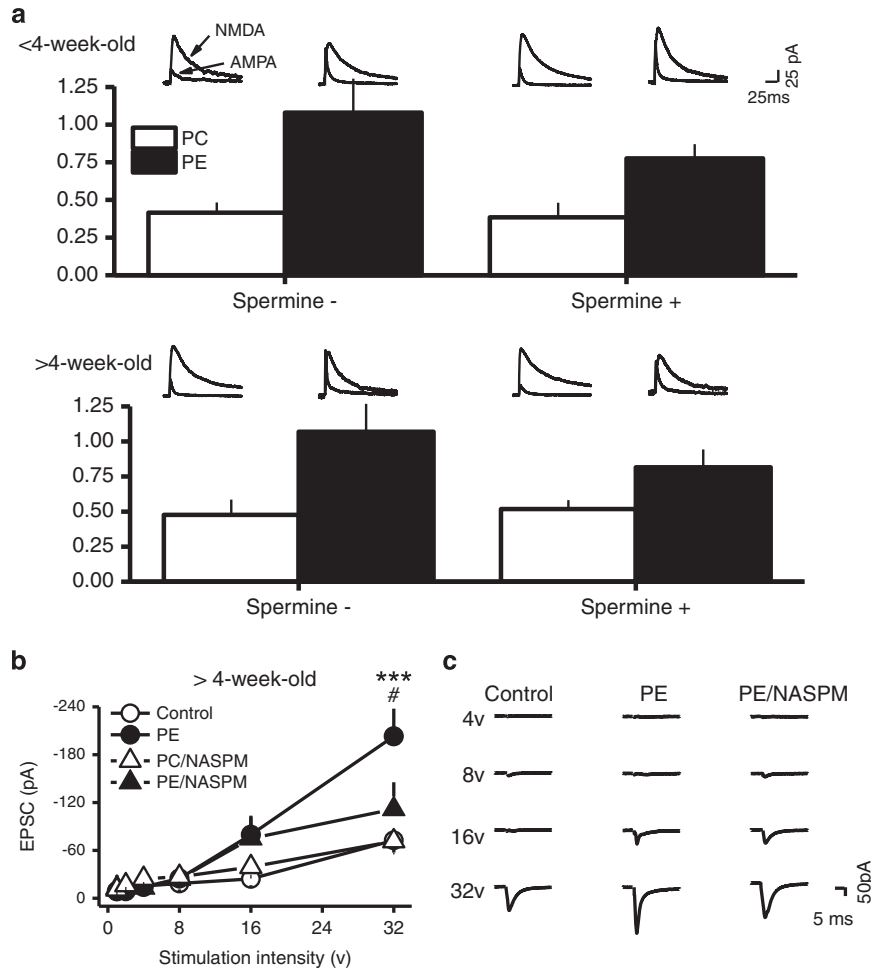 a
<4-week-old
NMDA
AMPA
25 pA
25ms
1.25
1.00
0.75
0.50
0.25
0.00
PC
PE
Spermine -
Spermine +
>4-week-old
1.25
1.00
0.75
0.50
0.25
0.00
Spermine -
Spermine +
b
> 4-week-old
***
#
EPSC (pA)
-240
-180
-120
-60
0
Control
PE
PC/NASPM
PE/NASPM
0
8
16
24
32
Stimulation intensity (v)
c
Control
PE
PE/NASPM
4v
8v
16v
32v
50pA
5 ms